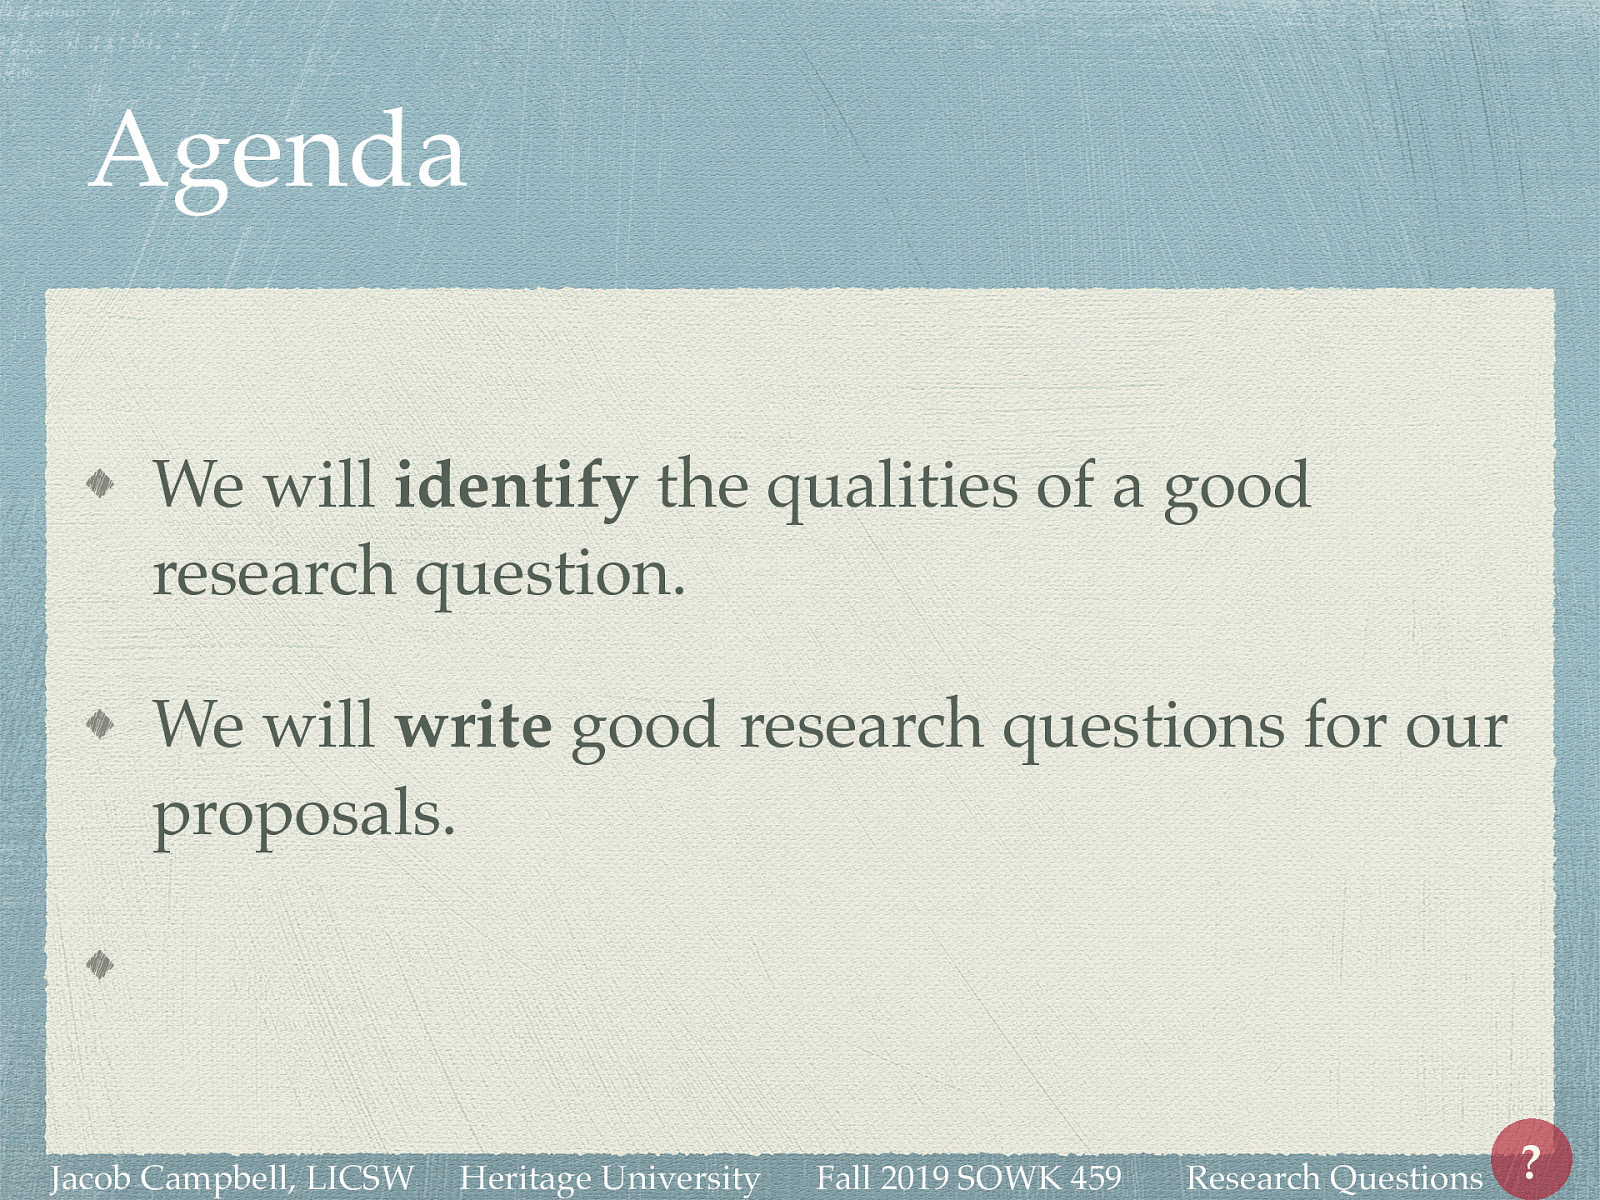 Agenda
We will identify the qualities of a good
research question.
We will write good research questions for our
proposals.
Jacob Campbell, LICSW Heritage University Fall 2019 SOWK 459 Research Questions ?